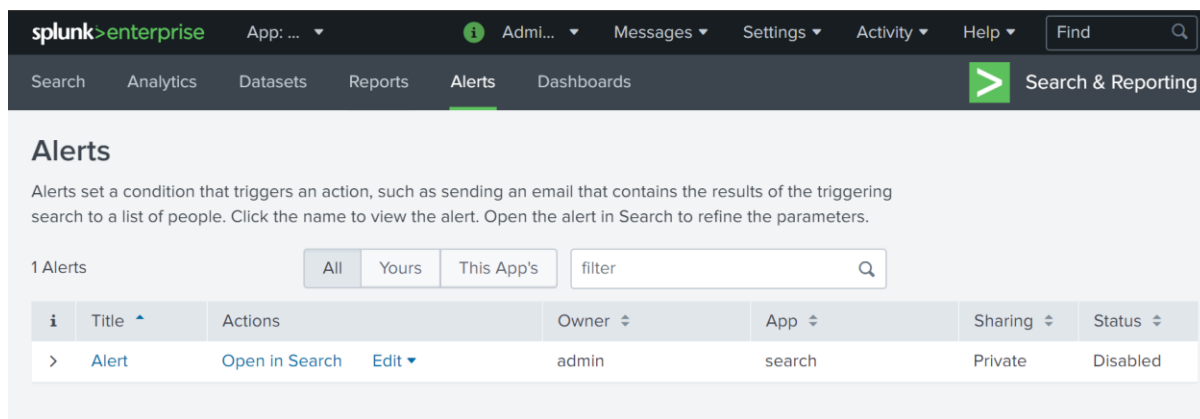 splunk>enterprise App: ... i Admi... Messages Settings Activity Help Find
Search Analytics Datasets Reports Alerts Dashboards > Search & Reporting
Alerts
Alerts set a condition that triggers an action, such as sending an email that contains the results of the triggering
search to a list of people. Click the name to view the alert. Open the alert in Search to refine the parameters.
1 Alerts All Yours This App's filter
i Title Actions Owner App Sharing Status
> Alert Open in Search Edit admin search Private Disabled